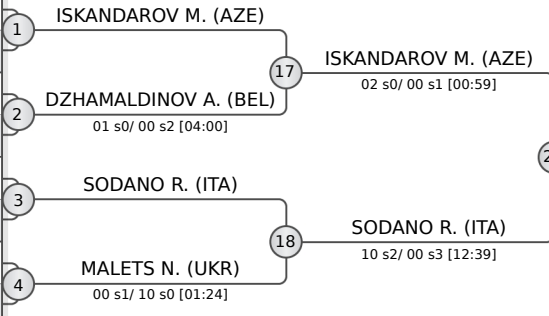 ISKANDAROV M. (AZE)
1
17
ISKANDAROV M. (AZE)
02 s0/ 00 s1 [00:59]
2
DZHAMALDINOV A. (BEL)
01 s0/ 00 s2 [04:00]
2
3
SODANO R. (ITA)
18
SODANO R. (ITA)
10 s2/ 00 s3 [12:39]
4
MALETS N. (UKR)
00 s1/ 10 s0 [01:24]